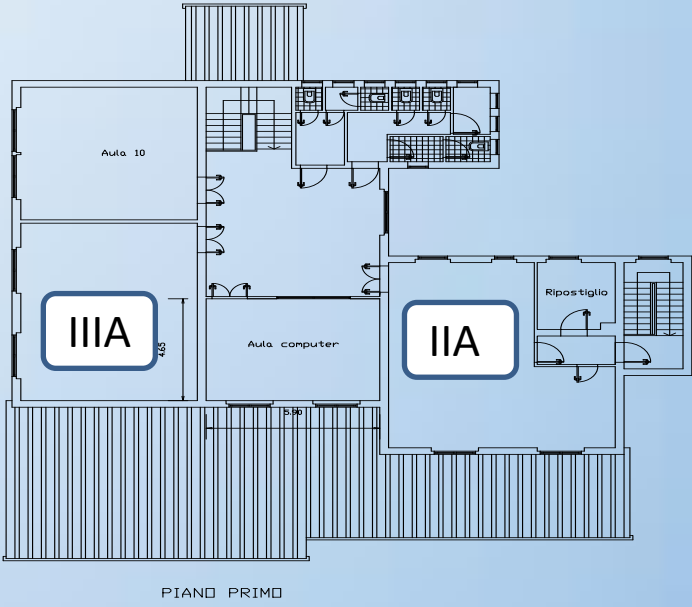 Aula 10
Ripostiglio
IIIA
4.65
Aula computer
IIA
5.90
PIANO PRIMO